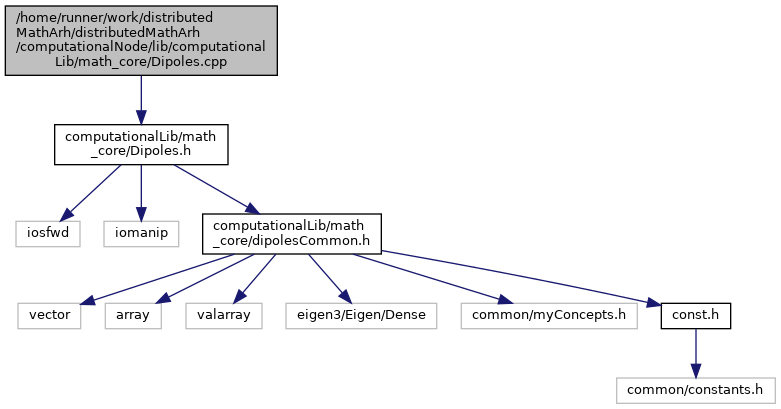 /home/runner/work/distributed
MathArh/distributedMathArh
/computationalNode/lib/computational
Lib/math_core/Dipoles.cpp
computationalLib/math
_core/Dipoles.h
iosfwd
iomanip
computationalLib/math
_core/dipolesCommon.h
vector
array
valarray
eigen3/Eigen/Dense
common/myConcepts.h
const.h
common/constants.h